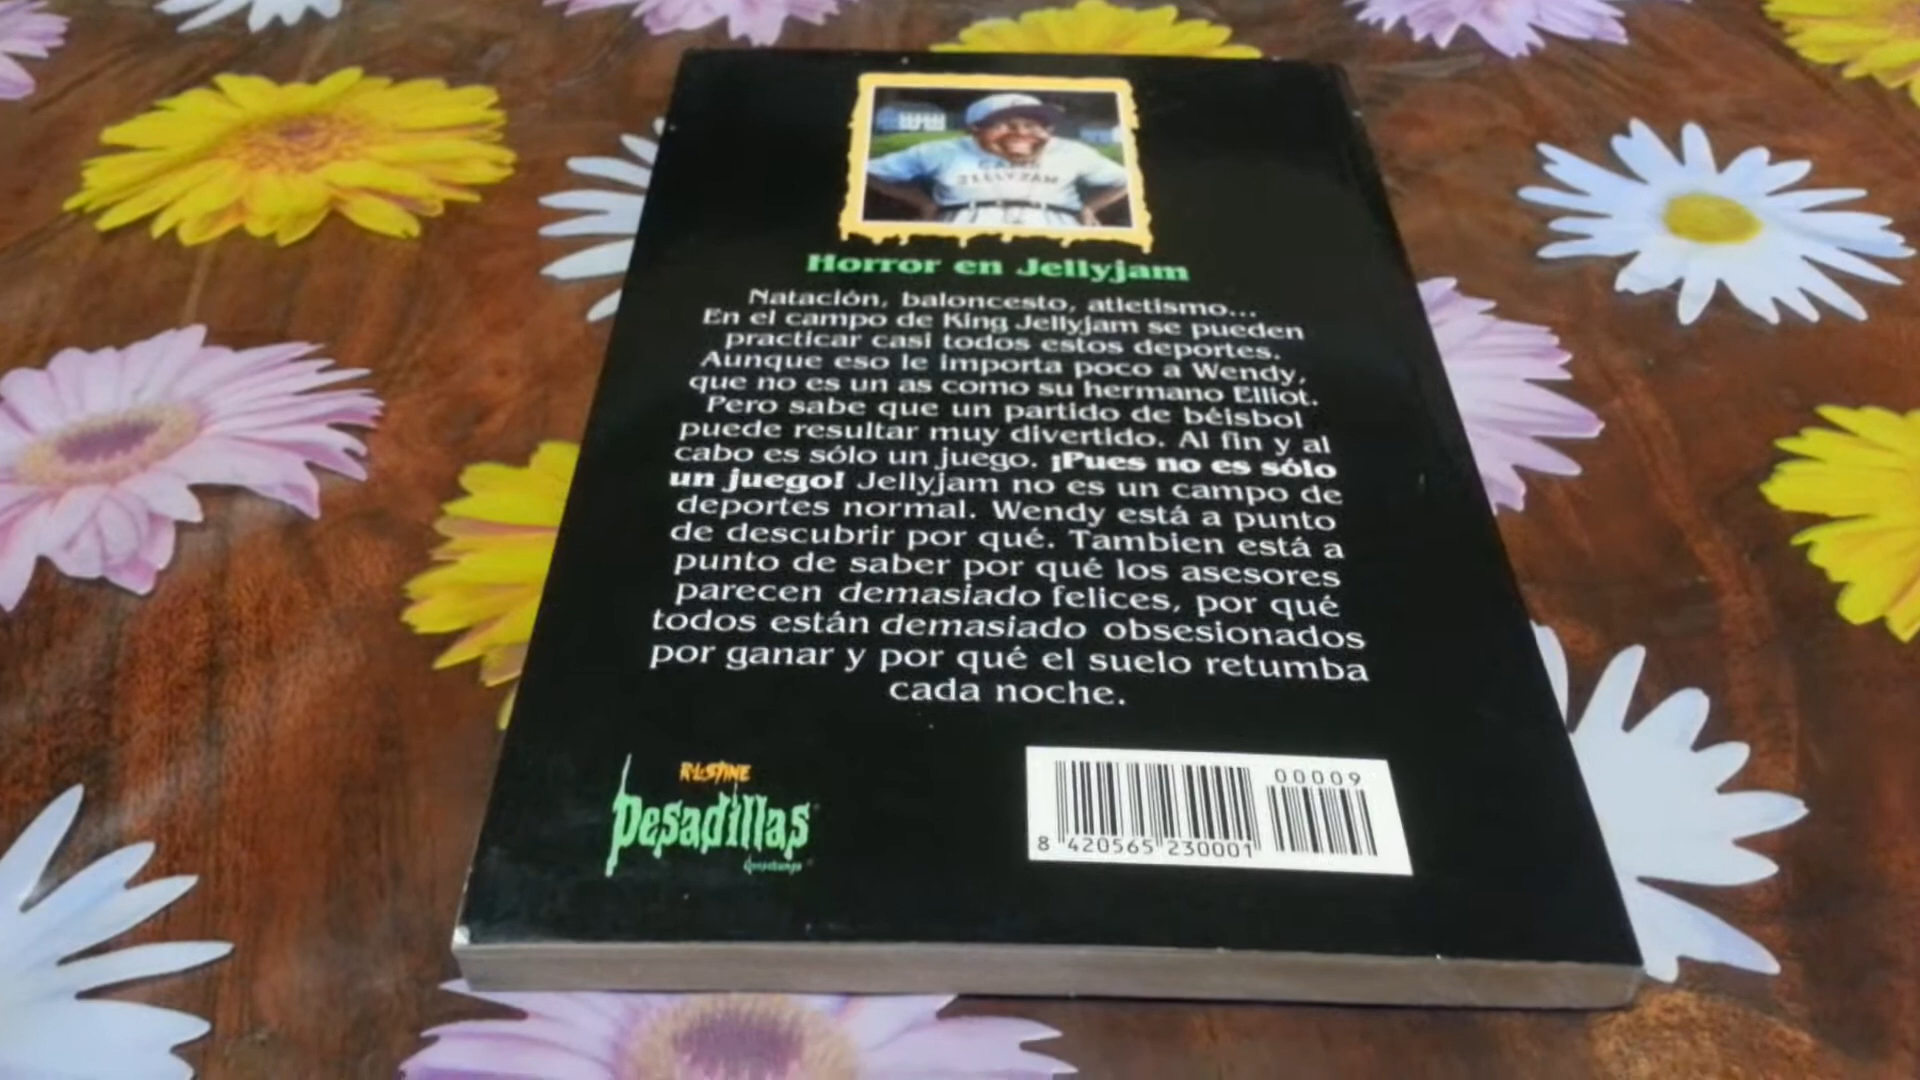 CAMP
JELLYJAM
Horror en Jellyjam
Natación, baloncesto, atletismo...
En el campo de King Jellyjam se pueden
practicar casi todos estos deportes.
Aunque eso le importa poco a Wendy,
que no es un as como su hermano Elliot.
Pero sabe que un partido de béisbol
puede resultar muy divertido. Al fin y al
cabo es sólo un juego. ¡Pues no es sólo
un juego! Jellyjam no es un campo de
deportes normal. Wendy está a punto
de descubrir por qué. Tambien está a
punto de saber por qué los asesores
parecen demasiado felices, por qué
todos están demasiado obsesionados
por ganar y por qué el suelo retumba
cada noche.
R.L. STINE
Pesadillas
Goosebumps
00009
8 420565 230001